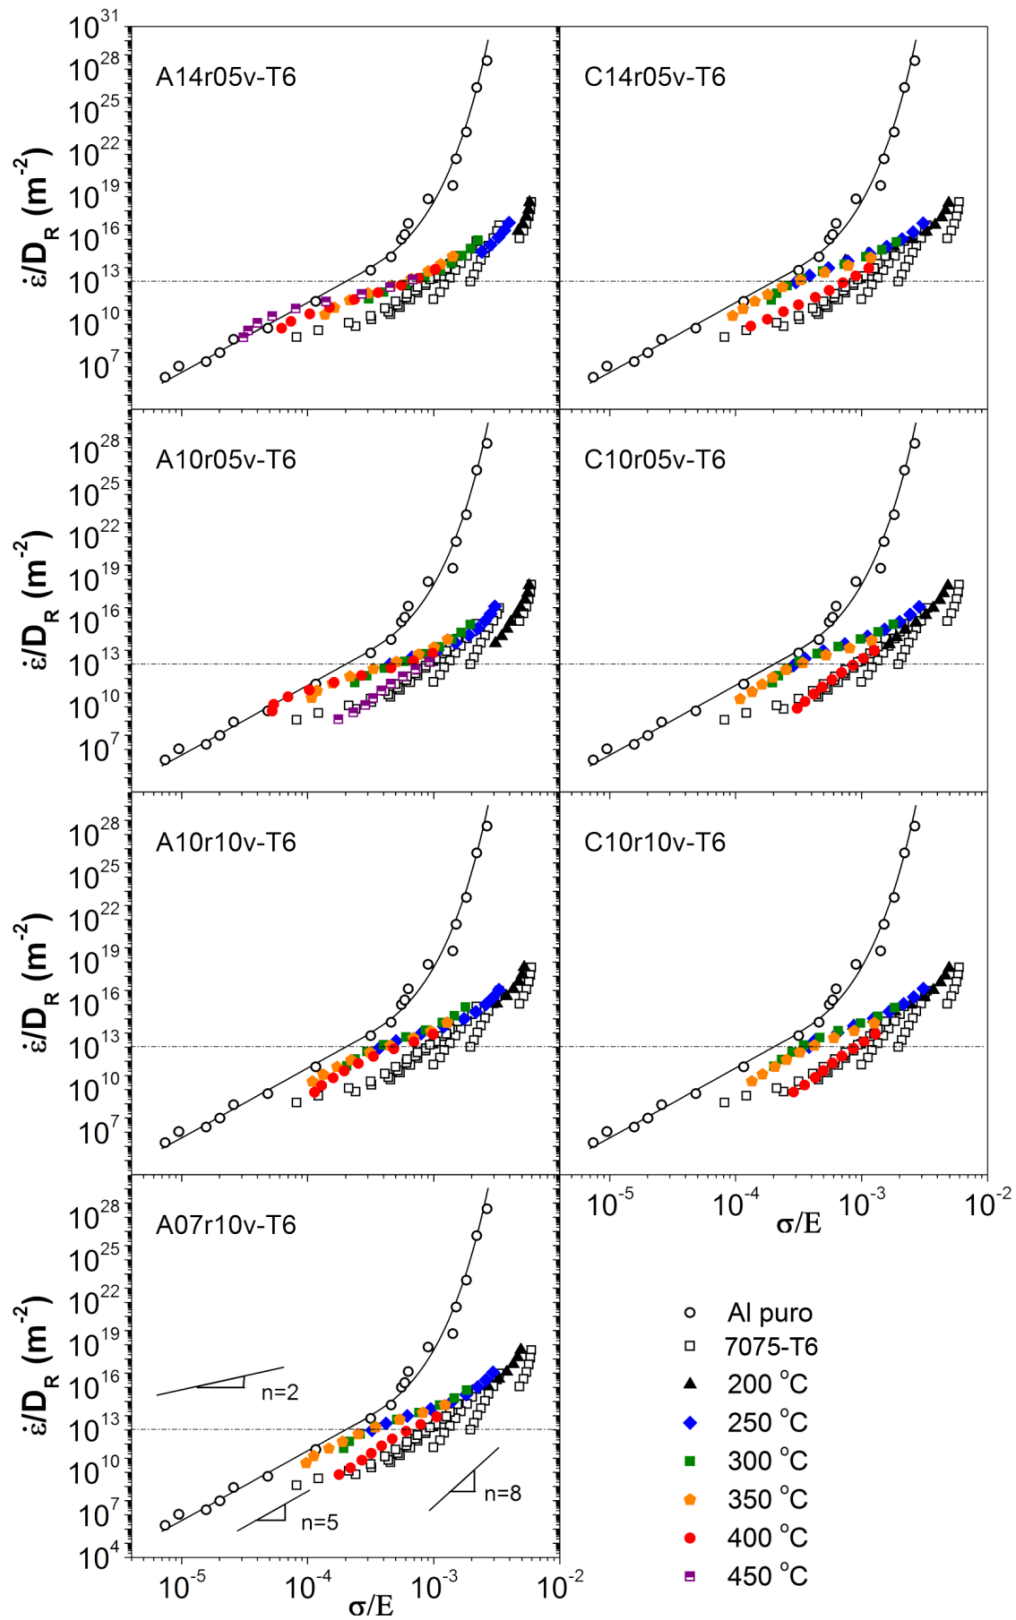 10^31
10^28
10^25
10^22
10^19
10^16
10^13
10^10
10^7
ε̇/D_R (m^-2)
A14r05v-T6
C14r05v-T6
10^28
10^25
10^22
10^19
10^16
10^13
10^10
10^7
ε̇/D_R (m^-2)
A10r05v-T6
C10r05v-T6
10^28
10^25
10^22
10^19
10^16
10^13
10^10
10^7
ε̇/D_R (m^-2)
A10r10v-T6
C10r10v-T6
10^-5 10^-4 10^-3 10^-2
σ/E
10^28
10^25
10^22
10^19
10^16
10^13
10^10
10^7
10^4
ε̇/D_R (m^-2)
A07r10v-T6
n=2
n=5
n=8
10^-5 10^-4 10^-3 10^-2
σ/E
Al puro
7075-T6
200 °C
250 °C
300 °C
350 °C
400 °C
450 °C